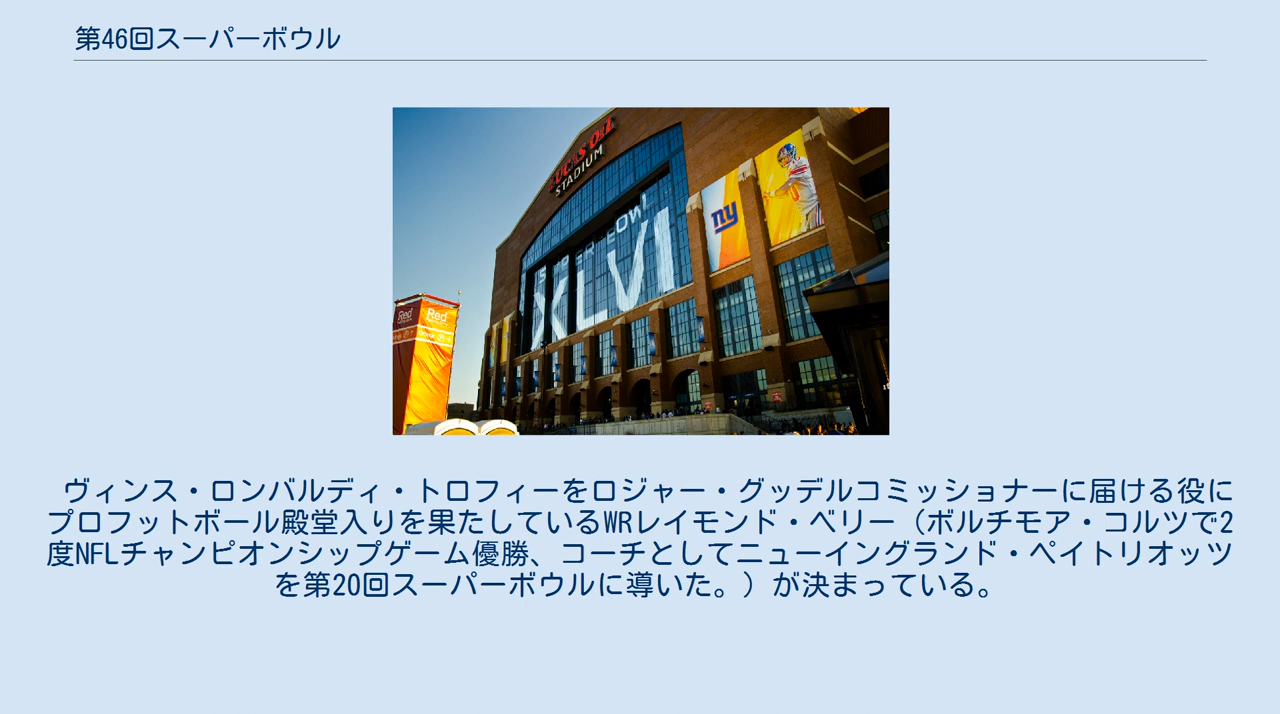 第46回スーパーボウル
LUCAS OIL
STADIUM
XLVI
ny
Red
Red
ヴィンス・ロンバルディ・トロフィーをロジャー・グッデルコミッショナーに届ける役に
プロフットボール殿堂入りを果たしているWRレイモンド・ベリー（ボルチモア・コルツで2
度NFLチャンピオンシップゲーム優勝、コーチとしてニューイングランド・ペイトリオッツ
を第20回スーパーボウルに導いた。）が決まっている。